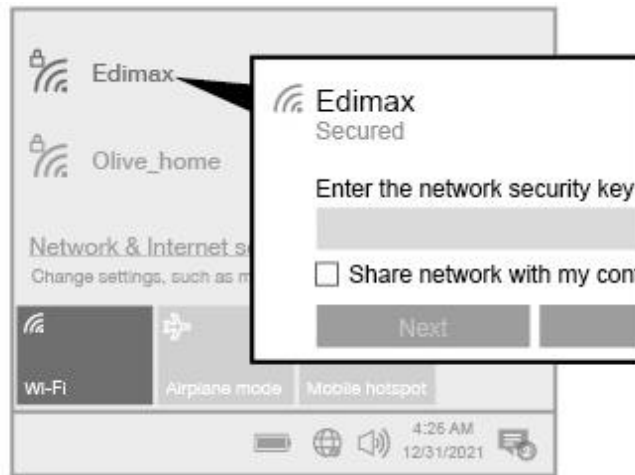 Edimax
Olive_home
Network & Internet s
Change settings, such as m
Wi-Fi
Airplane mode
Mobile hotspot
4:26 AM
12/31/2021
Edimax
Secured
Enter the network security key
Share network with my con
Next